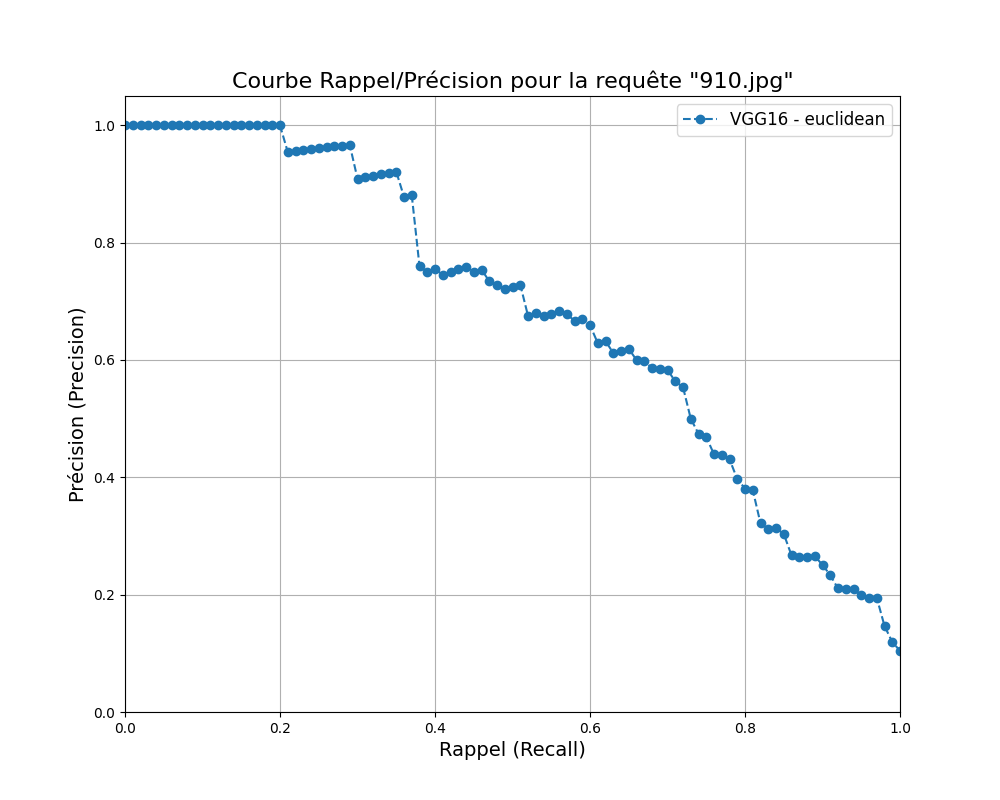 Courbe Rappel/Précision pour la requête "910.jpg"
VGG16 - euclidean
1.0
0.8
0.6
0.4
0.2
0.0
Précision (Precision)
0.0 0.2 0.4 0.6 0.8 1.0
Rappel (Recall)